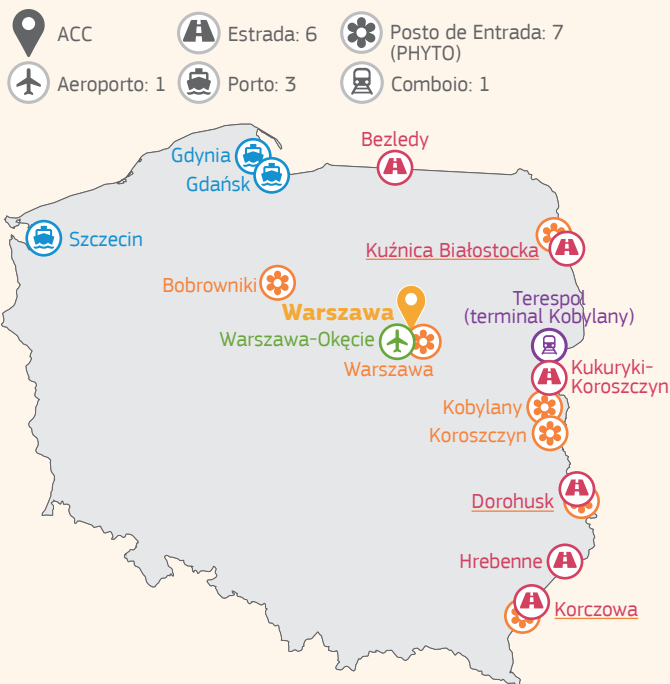 ACC
Estrada: 6
Posto de Entrada: 7
(PHYTO)
Aeroporto: 1
Porto: 3
Comboio: 1
Bezledy
Gdynia
Gdańsk
Szczecin
Kuźnica Białostocka
Bobrowniki
Terespol
(terminal Kobylany)
Warszawa
Warszawa-Okęcie
Warszawa
Kukuryki-
Koroszczyn
Kobylany
Koroszczyn
Dorohusk
Hrebenne
Korczowa